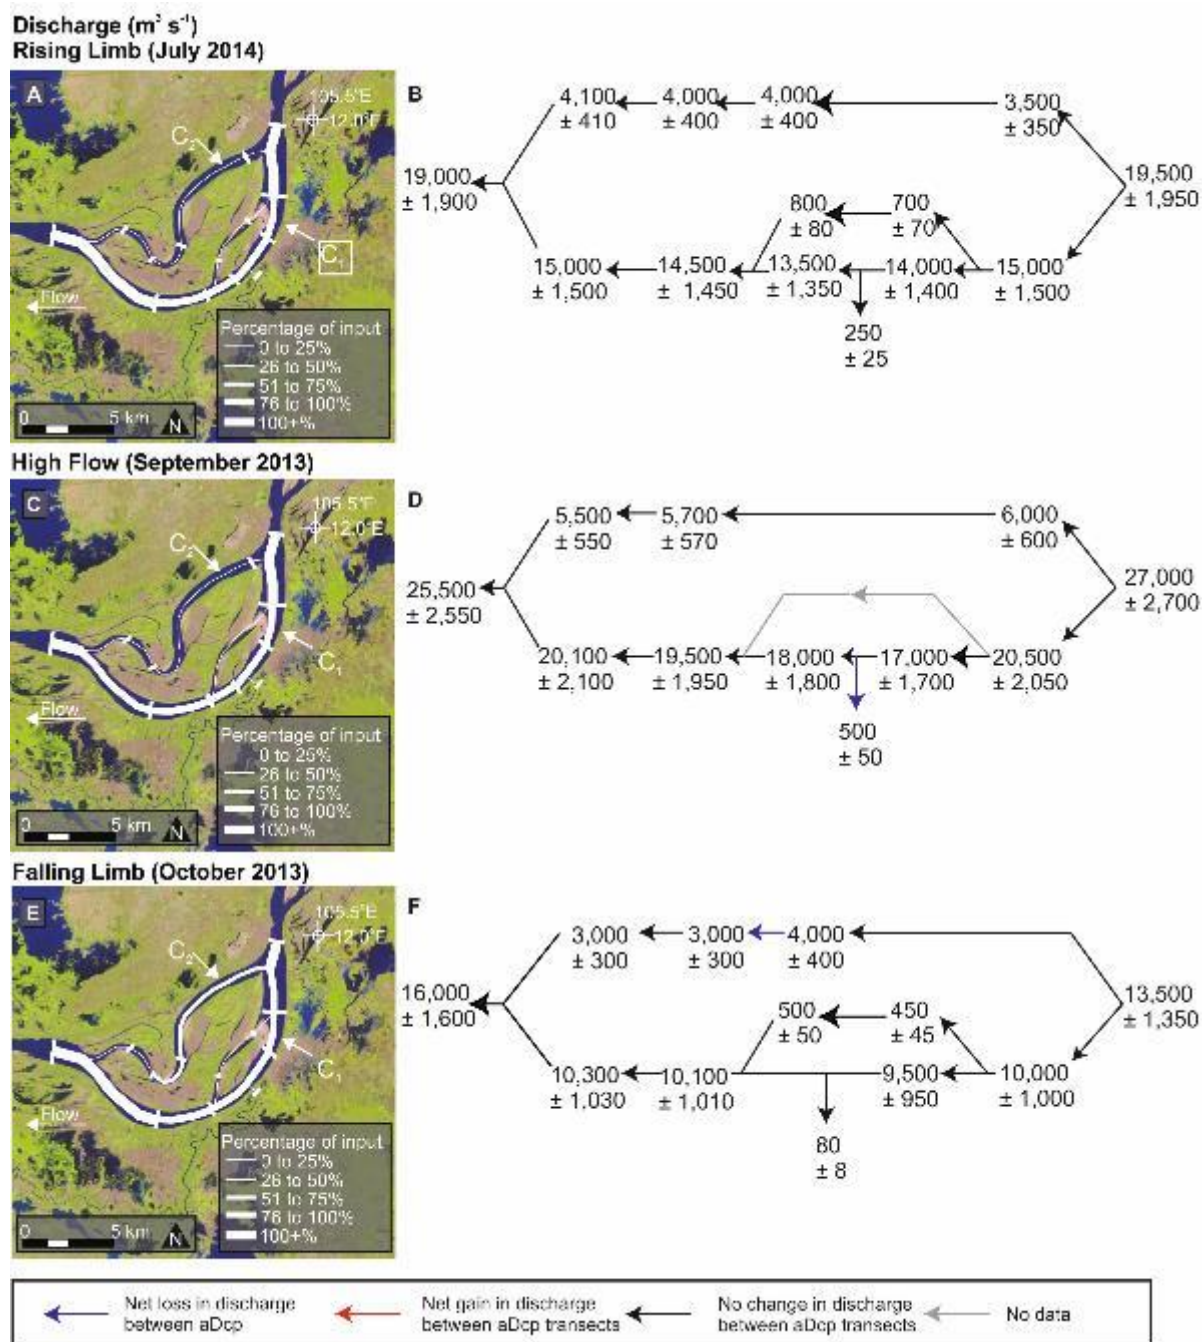 Discharge (m³ s⁻¹)
Rising Limb (July 2014)
A
105.5°E
12.0°E
C₂
C₁
Flow
Percentage of input
0 to 25%
26 to 50%
51 to 75%
76 to 100%
100+%
0 5 km
N
B
4,100 4,000 4,000 3,500
± 410 ± 400 ± 400 ± 350
19,000 19,500
± 1,900 ± 1,950
800 700
± 80 ± 70
15,000 14,500 13,500 14,000 15,000
± 1,500 ± 1,450 ± 1,350 ± 1,400 ± 1,500
250
± 25
High Flow (September 2013)
C
105.5°E
12.0°E
C₂
C₁
Flow
Percentage of input
0 to 25%
26 to 50%
51 to 75%
76 to 100%
100+%
0 5 km
N
D
5,500 5,700 6,000
± 550 ± 570 ± 600
25,500 27,000
± 2,550 ± 2,700
20,100 19,500 18,000 17,000 20,500
± 2,100 ± 1,950 ± 1,800 ± 1,700 ± 2,050
500
± 50
Falling Limb (October 2013)
E
105.5°E
12.0°E
C₂
C₁
Flow
Percentage of input
0 to 25%
26 to 50%
51 to 75%
76 to 100%
100+%
0 5 km
N
F
3,000 3,000 4,000
± 300 ± 300 ± 400
16,000 13,500
± 1,600 ± 1,350
500 450
± 50 ± 45
10,300 10,100 9,500 10,000
± 1,030 ± 1,010 ± 950 ± 1,000
80
± 8
Net loss in discharge
between aDcp
Net gain in discharge
between aDcp transects
No change in discharge
between aDcp transects
No data